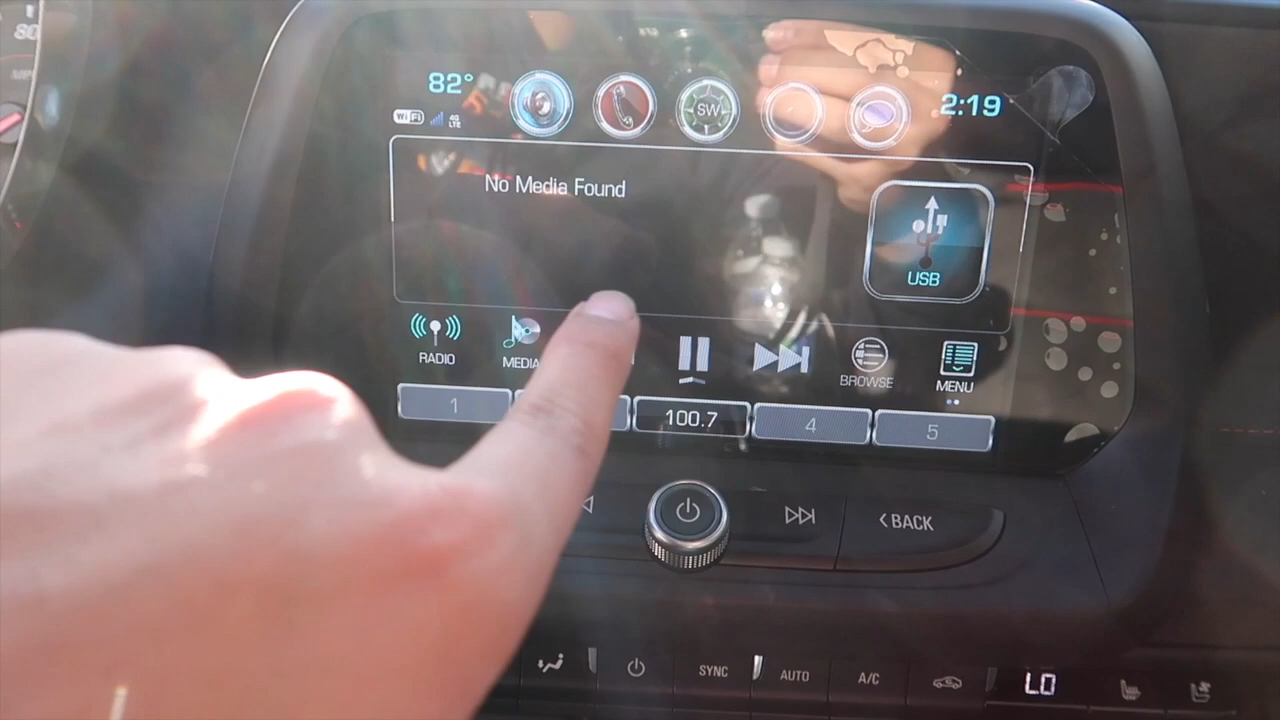 80
82°
WiFi
4G
LTE
SW
2:19
No Media Found
USB
RADIO
MEDIA
BROWSE
MENU
1
100.7
4
5
BACK
SYNC
AUTO
A/C
LO